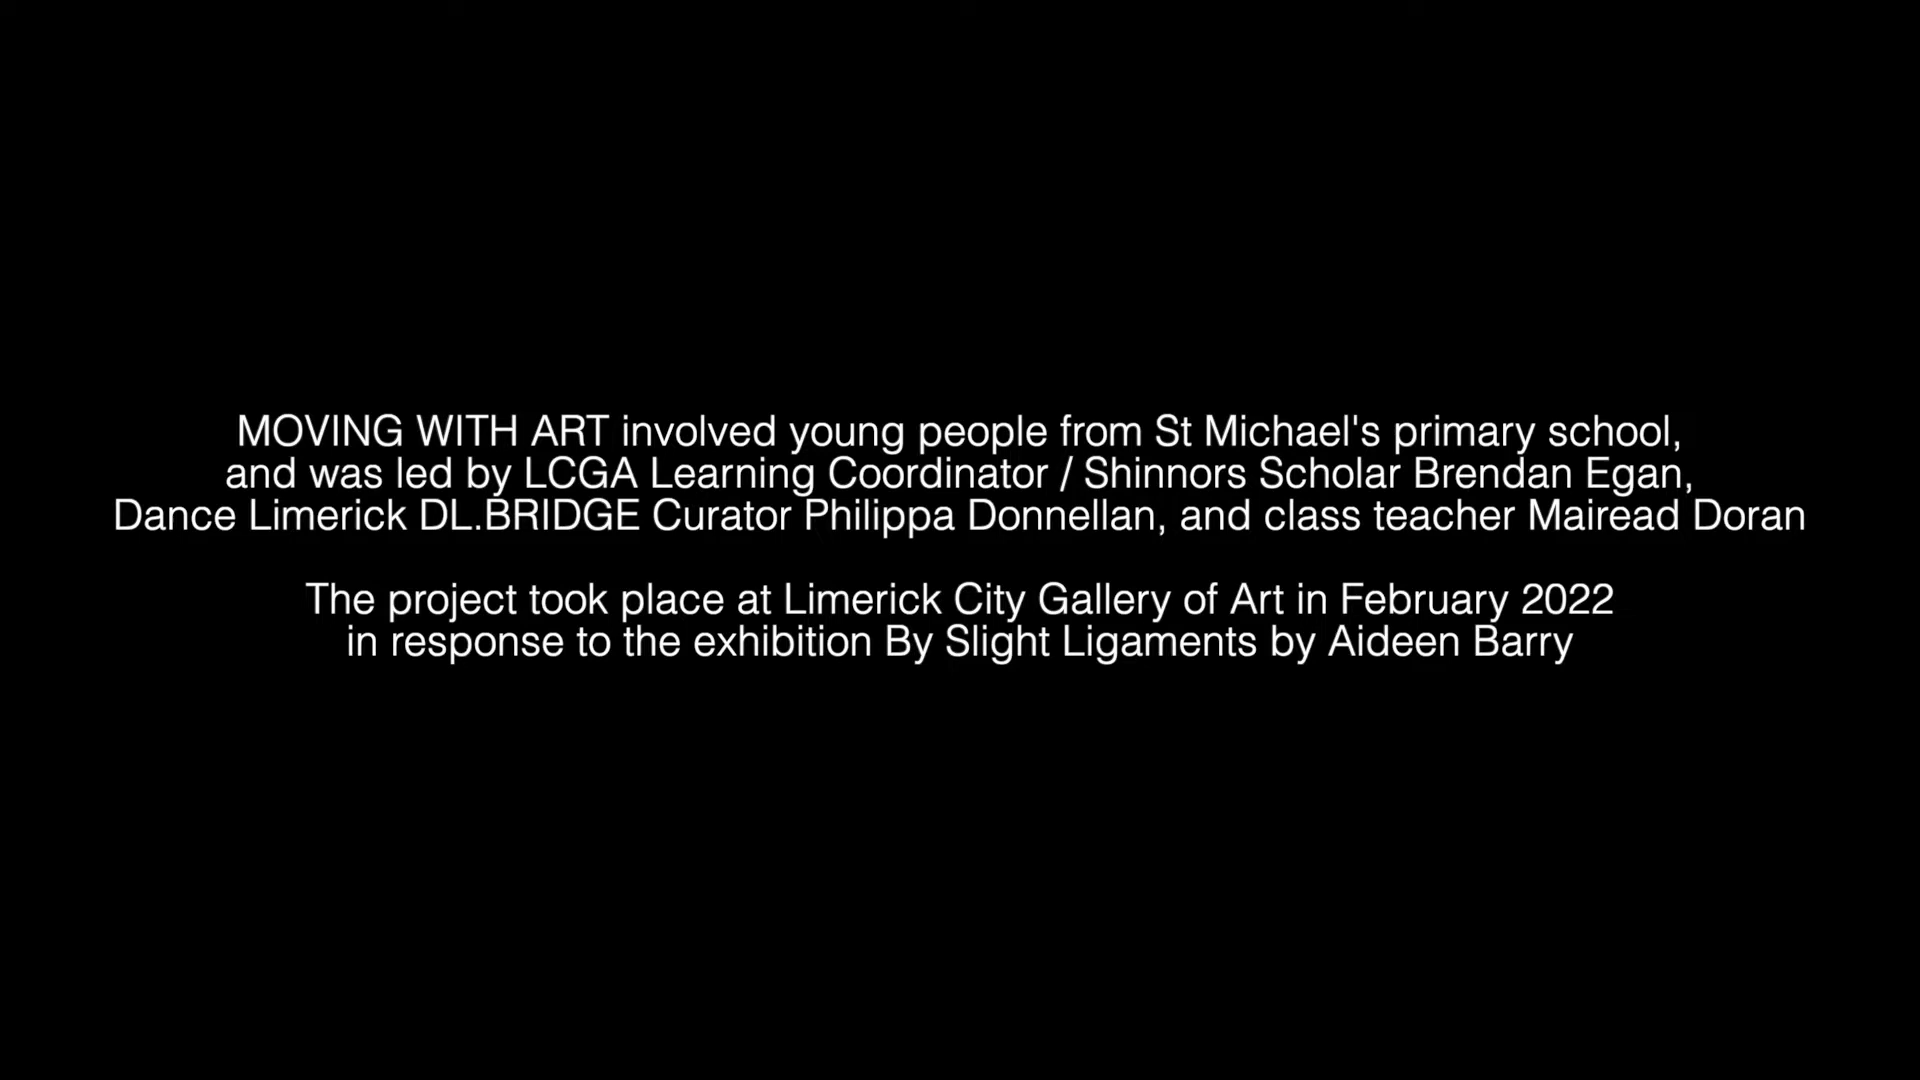 MOVING WITH ART involved young people from St Michael's primary school,
and was led by LCGA Learning Coordinator / Shinnors Scholar Brendan Egan,
Dance Limerick DL.BRIDGE Curator Philippa Donnellan, and class teacher Mairead Doran
The project took place at Limerick City Gallery of Art in February 2022
in response to the exhibition By Slight Ligaments by Aideen Barry